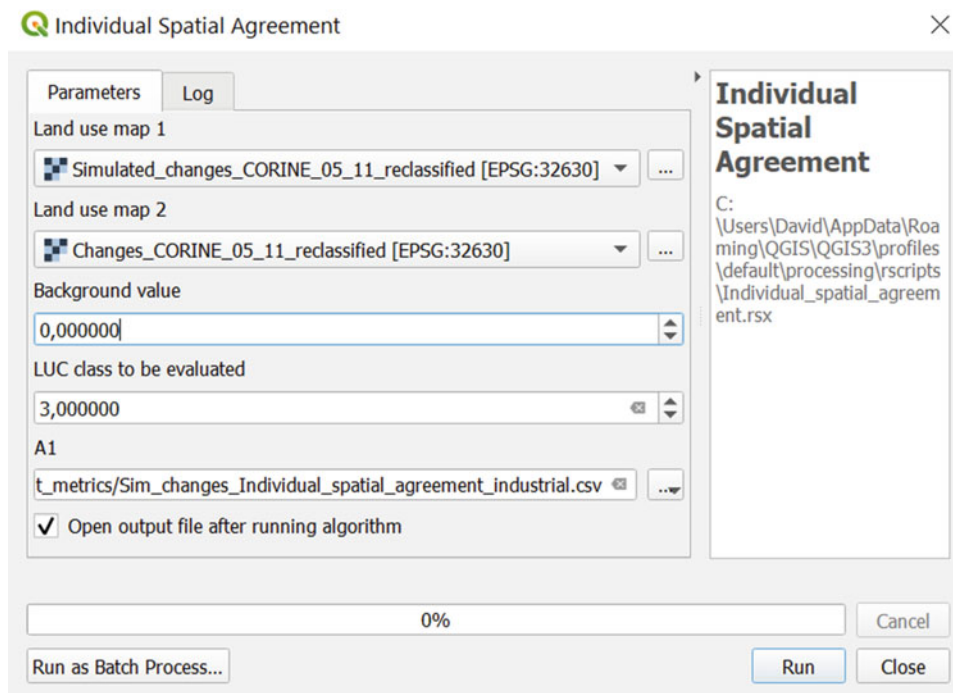 Individual Spatial Agreement
Parameters
Log
Land use map 1
Simulated_changes_CORINE_05_11_reclassified [EPSG:32630]
...
Land use map 2
Changes_CORINE_05_11_reclassified [EPSG:32630]
...
Background value
0,000000
LUC class to be evaluated
3,000000
A1
t_metrics/Sim_changes_Individual_spatial_agreement_industrial.csv
...
Open output file after running algorithm
Individual
Spatial
Agreement
C:
\Users\David\AppData\Roa
ming\QGIS\QGIS3\profiles
\default\processing\rscripts
\Individual_spatial_agreem
ent.rsx
0%
Cancel
Run as Batch Process...
Run
Close